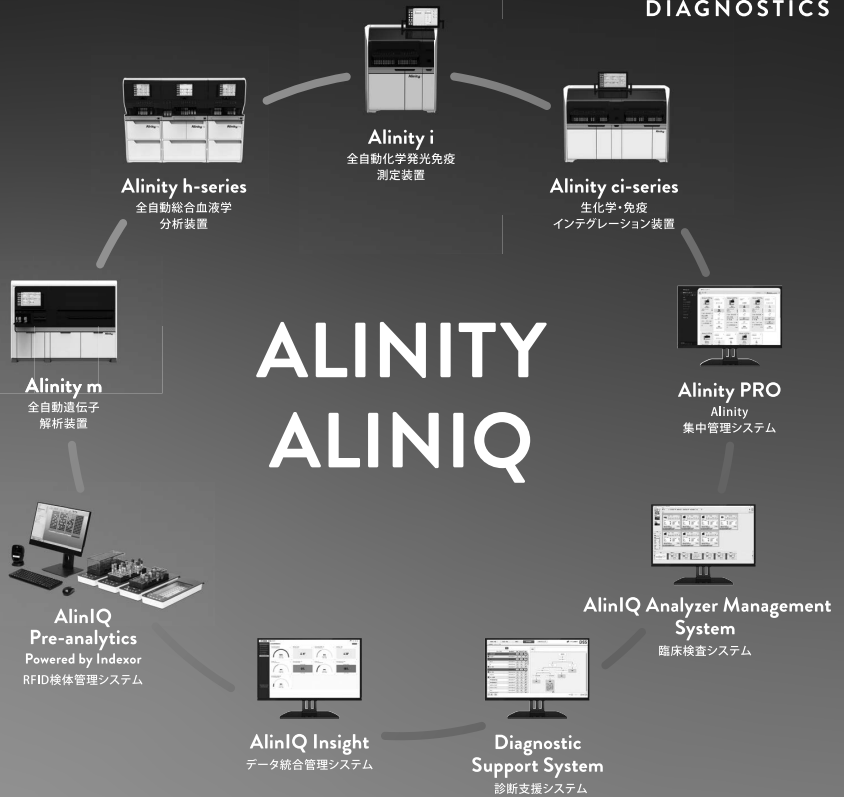 DIAGNOSTICS
Alinity i
全自動化学発光免疫
測定装置
Alinity h-series
全自動総合血液学
分析装置
Alinity ci-series
生化学・免疫
インテグレーション装置
ALINITY
ALINIQ
Alinity m
全自動遺伝子
解析装置
Alinity PRO
Alinity
集中管理システム
AlinIQ
Pre-analytics
Powered by Indexor
RFID検体管理システム
AlinIQ Analyzer Management
System
臨床検査システム
AlinIQ Insight
データ統合管理システム
Diagnostic
Support System
診断支援システム